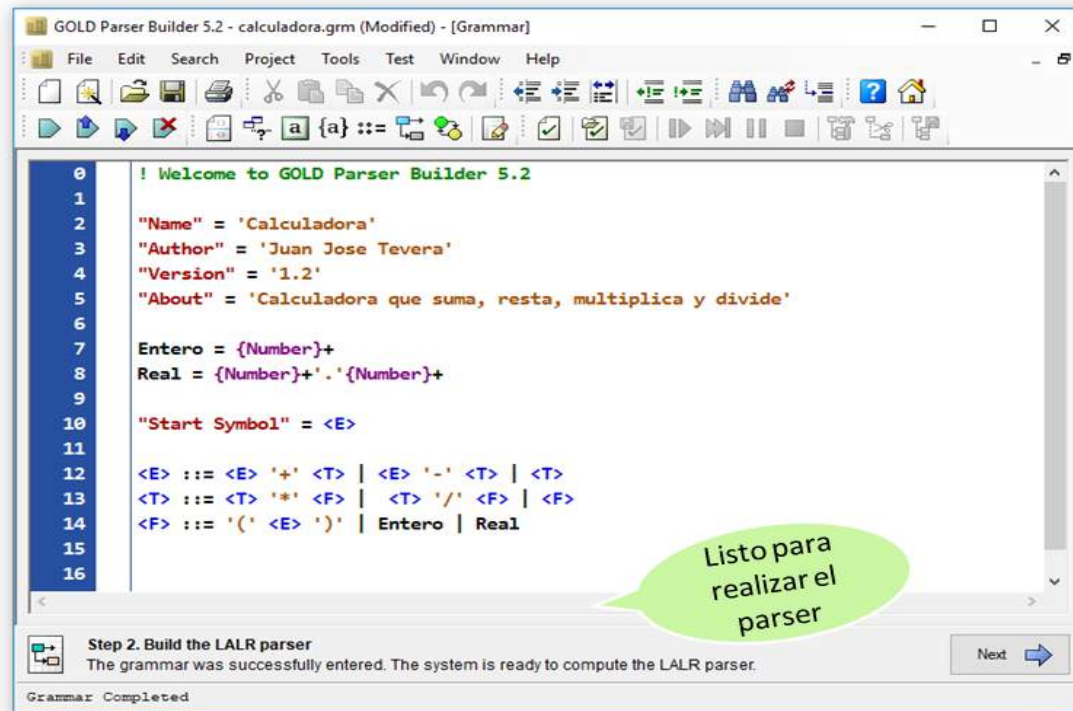 GOLD Parser Builder 5.2 - calculadora.grm (Modified) - [Grammar]
File Edit Search Project Tools Test Window Help
a {a} ::=
0 ! Welcome to GOLD Parser Builder 5.2
1
2 "Name" = 'Calculadora'
3 "Author" = 'Juan Jose Tevera'
4 "Version" = '1.2'
5 "About" = 'Calculadora que suma, resta, multiplica y divide'
6
7 Entero = {Number}+
8 Real = {Number}+'.'{Number}+
9
10 "Start Symbol" = <E>
11
12 <E> ::= <E> '+' <T> | <E> '-' <T> | <T>
13 <T> ::= <T> '*' <F> | <T> '/' <F> | <F>
14 <F> ::= '(' <E> ')' | Entero | Real
15
16
Listo para
realizar el
parser
Step 2. Build the LALR parser
The grammar was successfully entered. The system is ready to compute the LALR parser.
Next
Grammar Completed